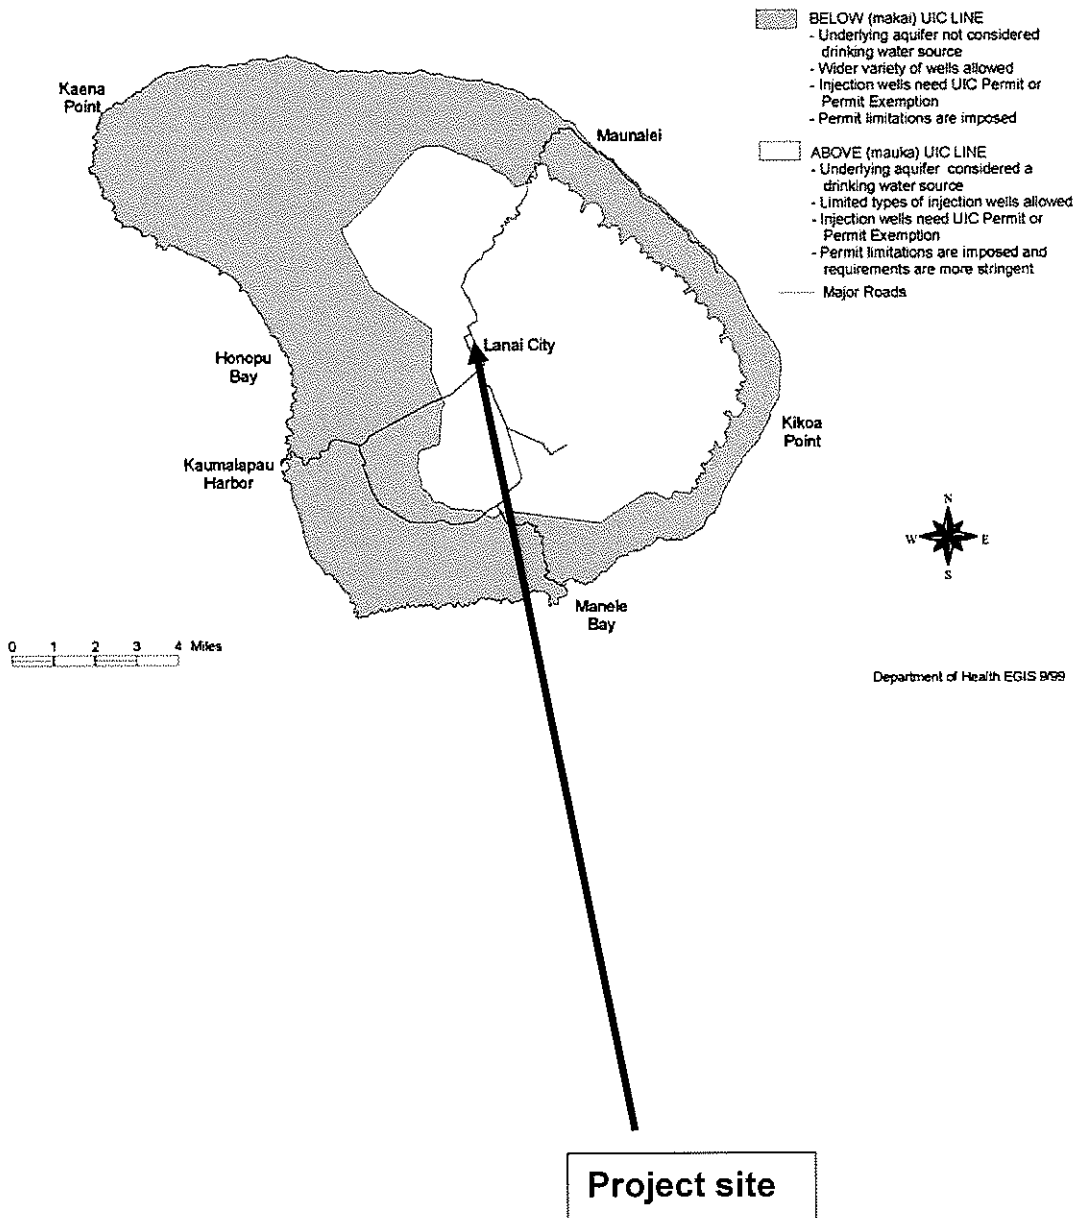 BELOW (makai) UIC LINE
- Underlying aquifer not considered
drinking water source
- Wider variety of wells allowed
- Injection wells need UIC Permit or
Permit Exemption
- Permit limitations are imposed
ABOVE (mauka) UIC LINE
- Underlying aquifer considered a
drinking water source
- Limited types of injection wells allowed
- Injection wells need UIC Permit or
Permit Exemption
- Permit limitations are imposed and
requirements are more stringent
Major Roads
Kaena
Point
Maunalei
Lanai City
Honopu
Bay
Kaumalapau
Harbor
Kikoa
Point
Manele
Bay
N
W
E
S
0 1 2 3 4 Miles
Department of Health EGIS 9/99
Project site